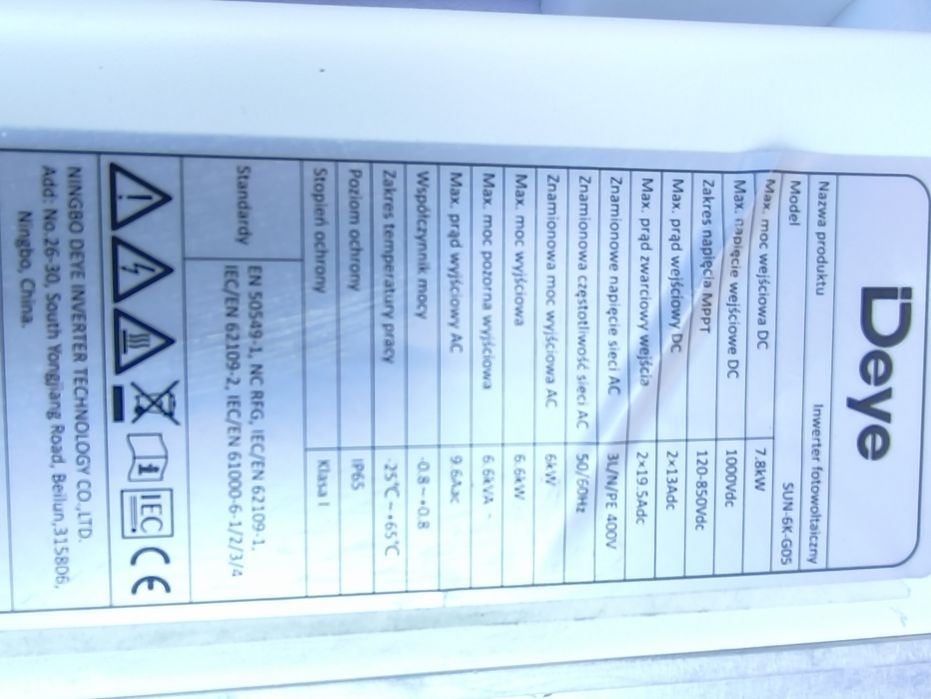 Deye
Nazwa produktu Inwerter fotowoltaiczny
Model SUN-6K-G05
Max. moc wejściowa DC 7.8kW
Max. napięcie wejściowe DC 1000Vdc
Zakres napięcia MPPT 120-850Vdc
Max. prąd wejściowy DC 2×13Adc
Max. prąd zwarciowy wejścia 2×19.5Adc
Znamionowe napięcie sieci AC 3L/N/PE 400V
Znamionowa częstotliwość sieci AC 50/60Hz
Znamionowa moc wyjściowa AC 6kW
Max. moc wyjściowa 6.6kW
Max. moc pozorna wyjściowa 6.6kVA
Max. prąd wyjściowy AC 9.6Aac
Współczynnik mocy -0.8~+0.8
Zakres temperatury pracy -25℃~+65℃
Poziom ochrony IP65
Stopień ochrony Klasa I
Standardy EN 50549-1, NC RFG, IEC/EN 62109-1,
IEC/EN 62109-2, IEC/EN 61000-6-1/2/3/4
i IEC CE
NINGBO DEYE INVERTER TECHNOLOGY CO.,LTD.
Add: No.26-30, South Yongjiang Road, Beilun,315806,
Ningbo, China.